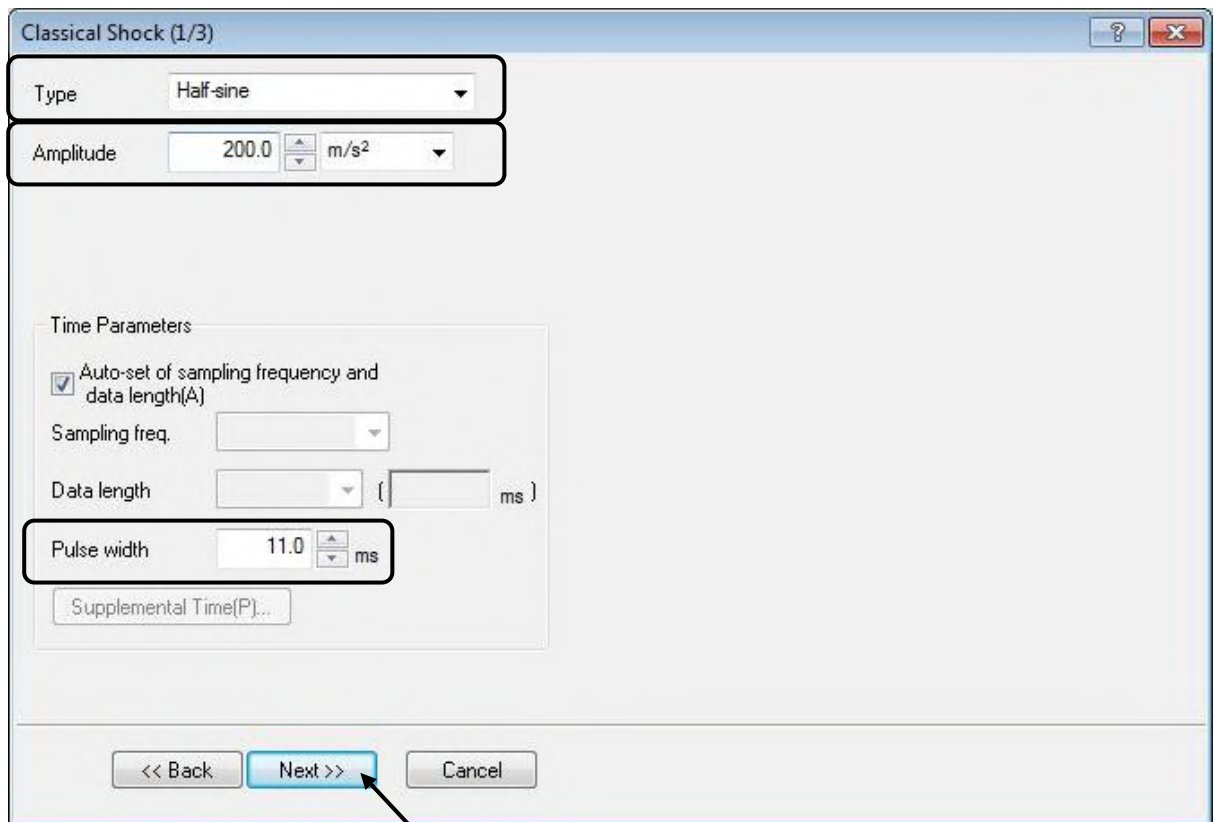 Classical Shock (1/3)
Type Half-sine
Amplitude 200.0 m/s²
Time Parameters
Auto-set of sampling frequency and
data length(A)
Sampling freq.
Data length ( ms )
Pulse width 11.0 ms
Supplemental Time(P)...
<< Back Next >> Cancel